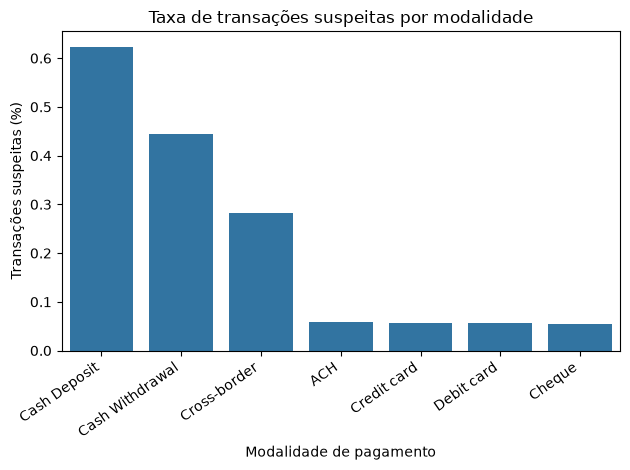 Taxa de transações suspeitas por modalidade
Transações suspeitas (%)
0.6
0.5
0.4
0.3
0.2
0.1
0.0
Cash Deposit
Cash Withdrawal
Cross-border
ACH
Credit card
Debit card
Cheque
Modalidade de pagamento